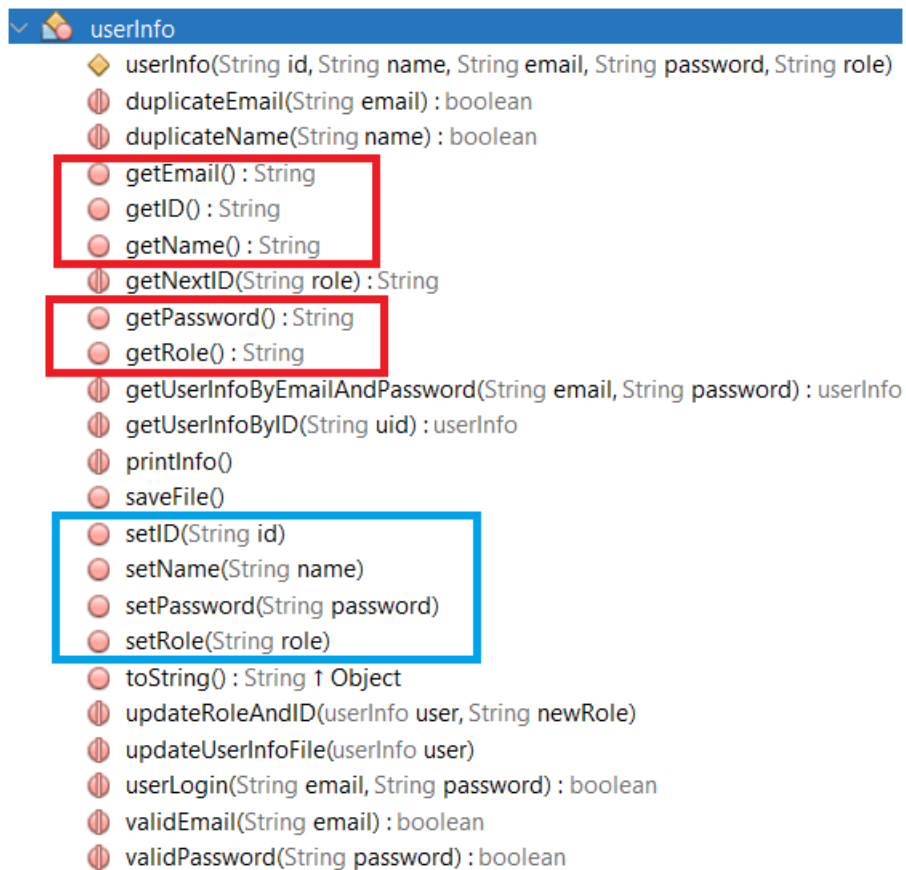 userInfo
userInfo(String id, String name, String email, String password, String role)
duplicateEmail(String email) : boolean
duplicateName(String name) : boolean
getEmail() : String
getID() : String
getName() : String
getNextID(String role) : String
getPassword() : String
getRole() : String
getUserInfoByEmailAndPassword(String email, String password) : userInfo
getUserInfoByID(String uid) : userInfo
printInfo()
saveFile()
setID(String id)
setName(String name)
setPassword(String password)
setRole(String role)
toString() : String ↑ Object
updateRoleAndID(userInfo user, String newRole)
updateUserInfoFile(userInfo user)
userLogin(String email, String password) : boolean
validEmail(String email) : boolean
validPassword(String password) : boolean